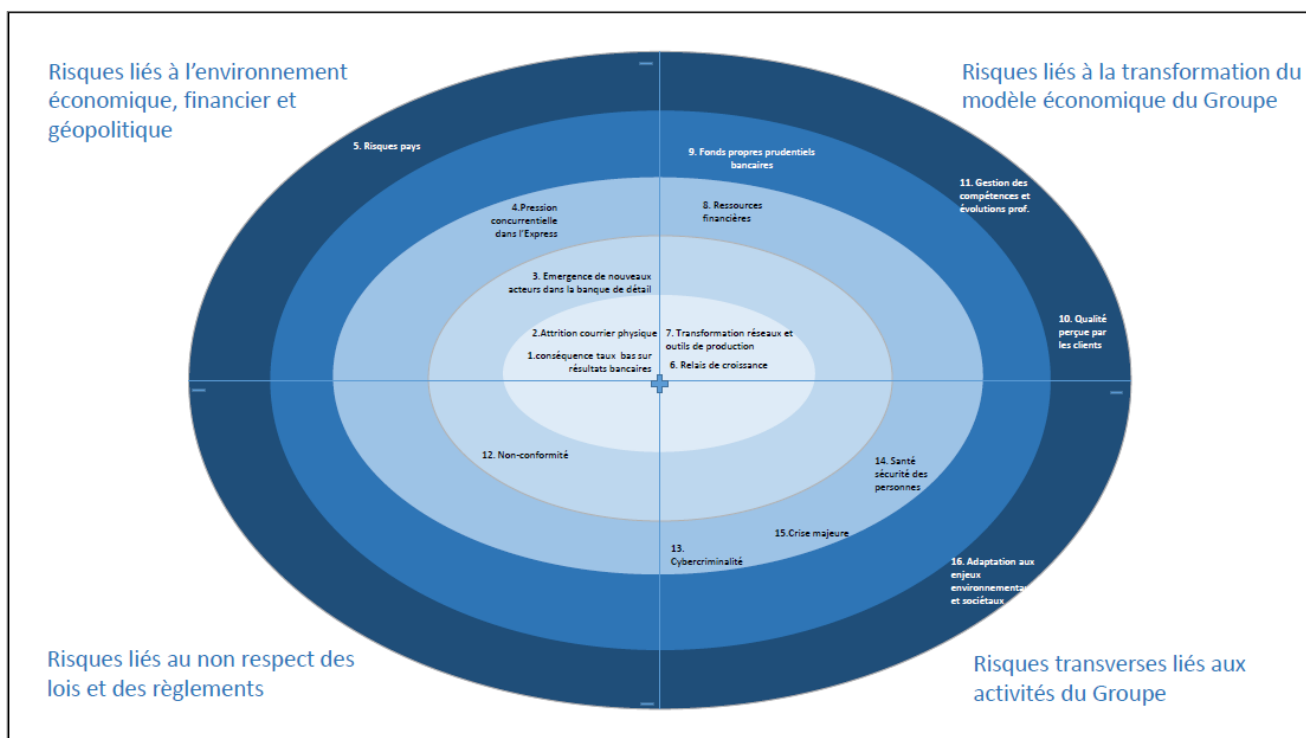 Risques liés à l'environnement
économique, financier et
géopolitique
Risques liés à la transformation du
modèle économique du Groupe
5. Risques pays
9. Fonds propres prudentiels
bancaires
11. Gestion des
compétences et
évolutions prof.
4.Pression
concurrentielle
dans l'Express
8. Ressources
financières
3. Emergence de nouveaux
acteurs dans la banque de détail
10. Qualité
perçue par
les clients
2.Attrition courrier physique
7. Transformation réseaux et
outils de production
1.conséquence taux bas sur
résultats bancaires
6. Relais de croissance
12. Non-conformité
14. Santé
sécurité des
personnes
15.Crise majeure
13.
Cybercriminalité
16. Adaptation aux
enjeux
environnementau
et sociétaux
Risques liés au non respect des
lois et des règlements
Risques transverses liés aux
activités du Groupe